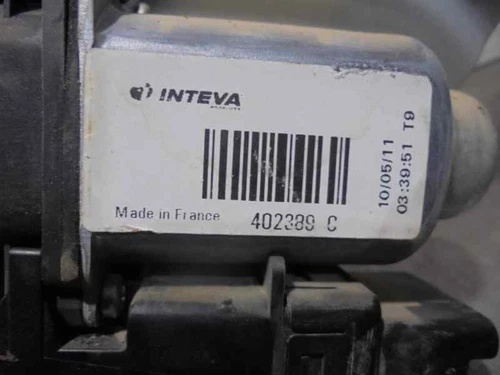 INTEVA
Made in France
402389 C
10/05/11
03:39:51 T9